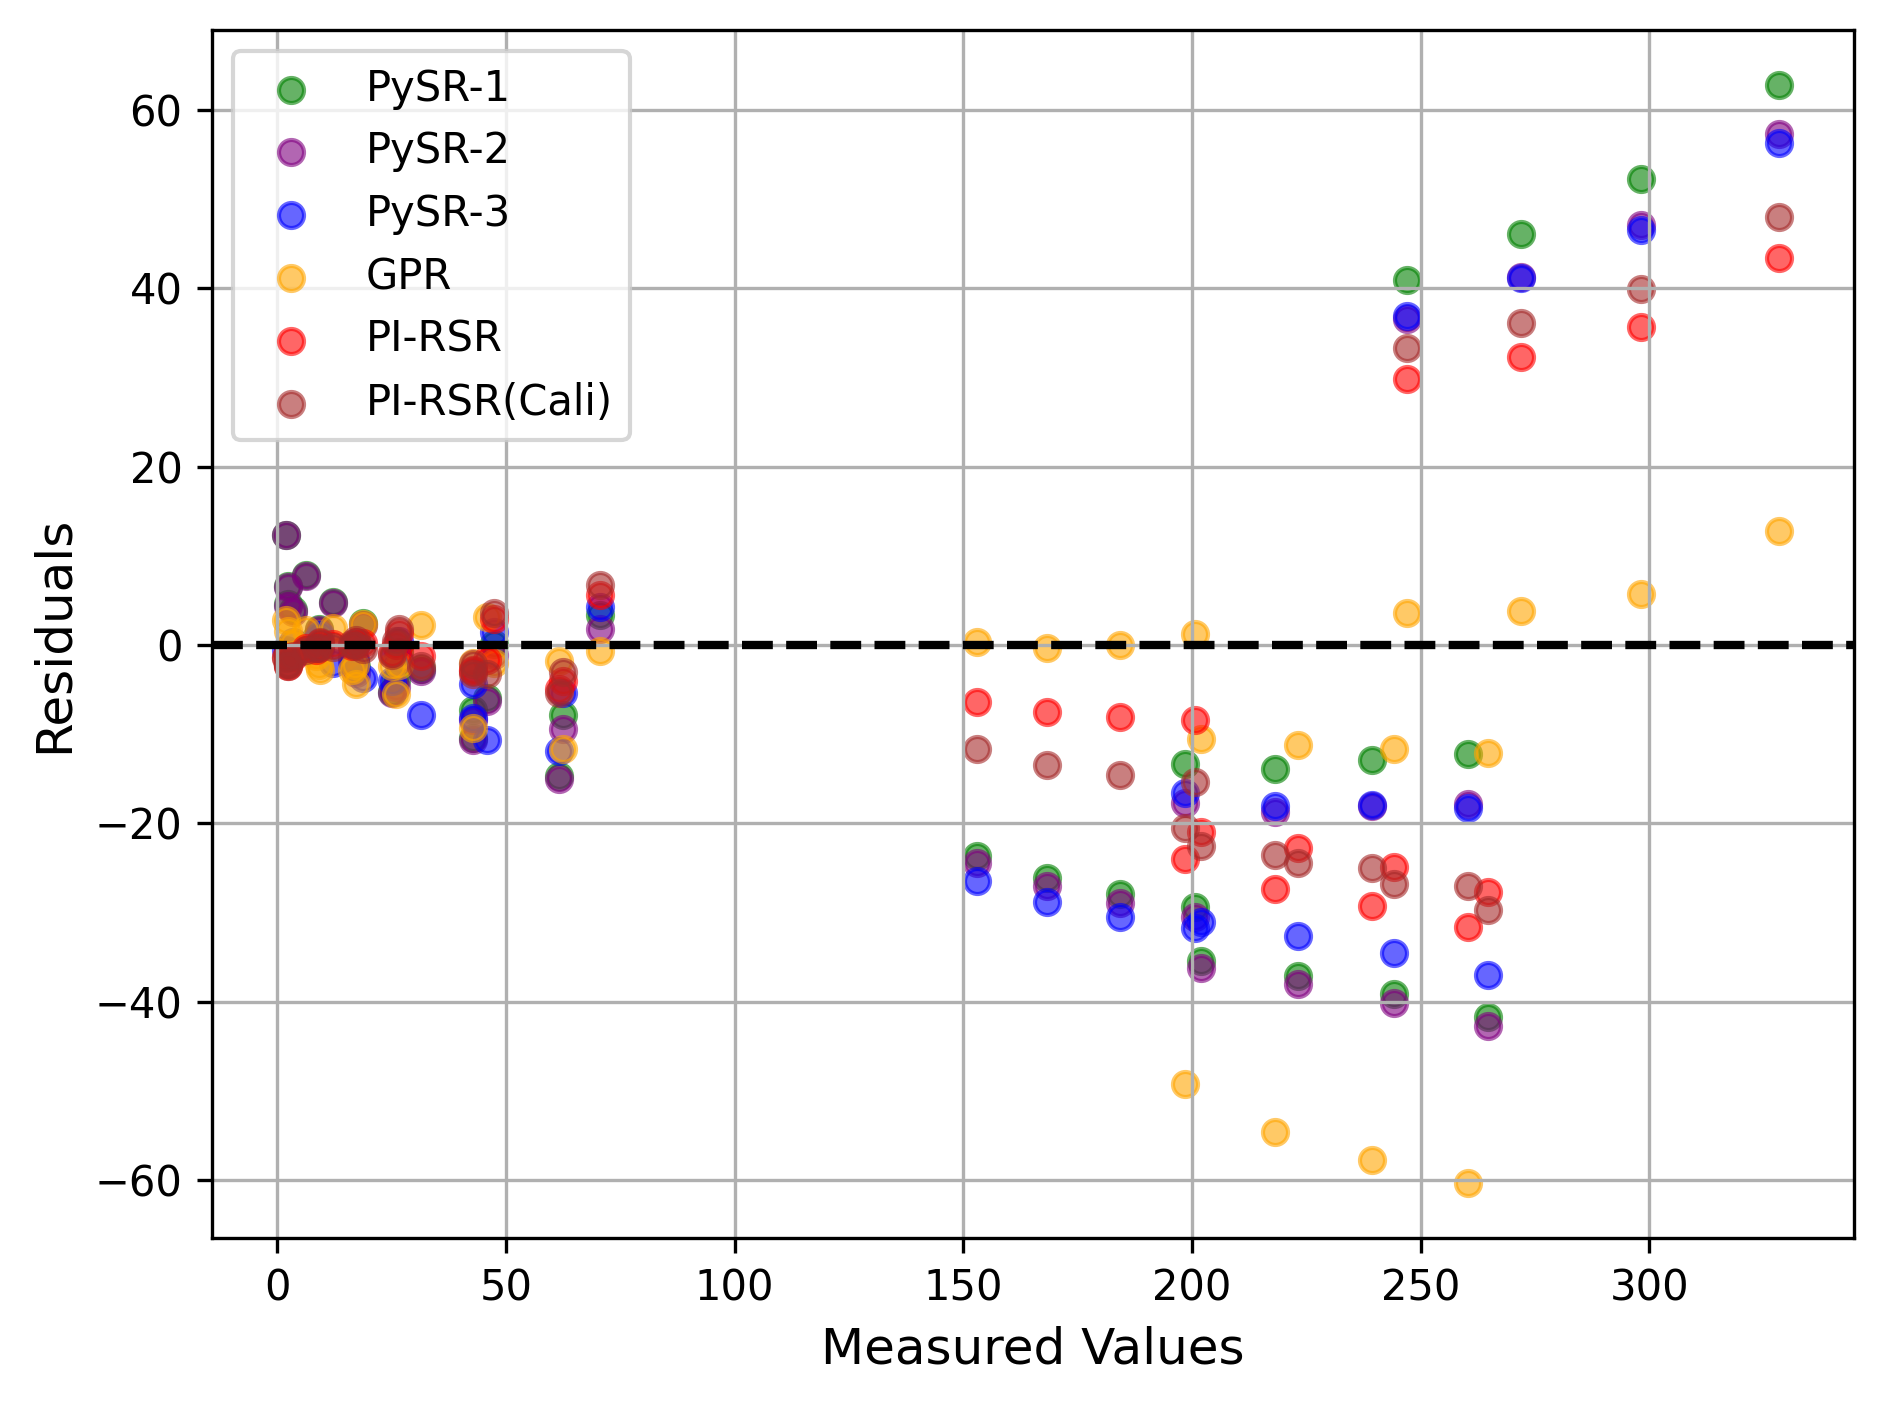 PySR-1
PySR-2
PySR-3
GPR
PI-RSR
PI-RSR(Cali)
60
40
20
0
−20
−40
−60
Residuals
0 50 100 150 200 250 300
Measured Values